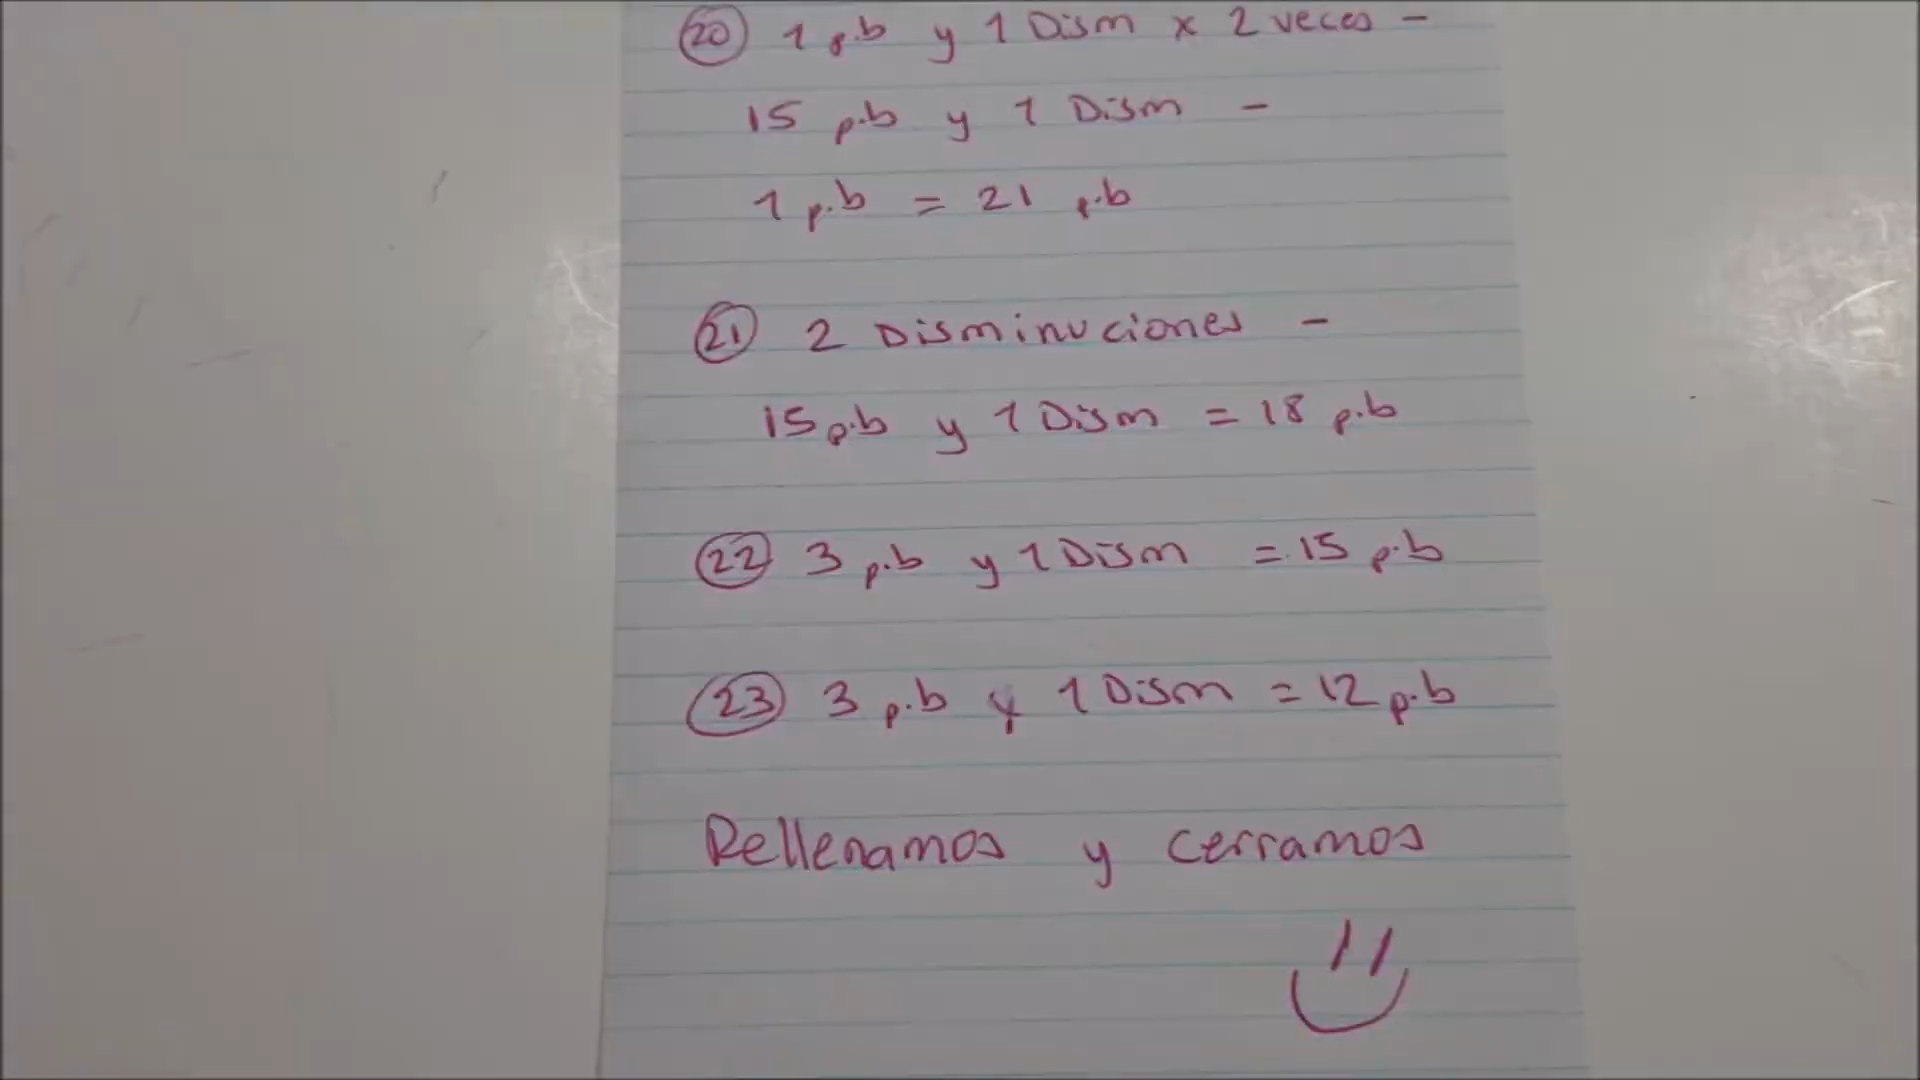 20 1 p.b y 1 Dism x 2 veces -
15 p.b y 1 Dism -
1 p.b = 21 p.b
21 2 Disminuciones -
15 p.b y 1 Dism = 18 p.b
22 3 p.b y 1 Dism = 15 p.b
23 3 p.b y 1 Dism = 12 p.b
Rellenamos y cerramos